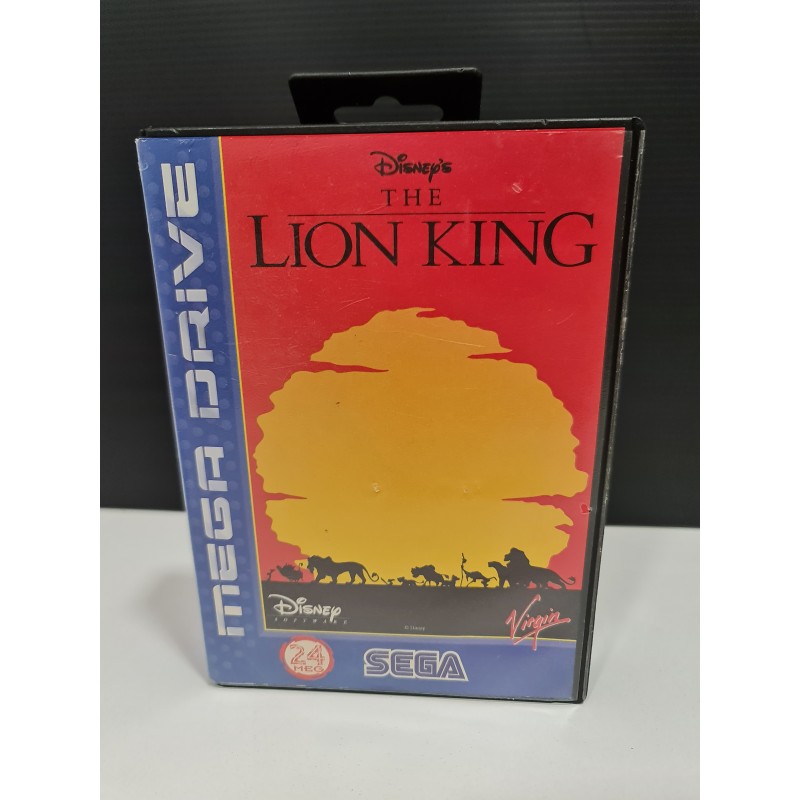 DISNEY'S
THE
LION KING
MEGA DRIVE
DISNEY
SOFTWARE
Virgin
24
MEG
SEGA